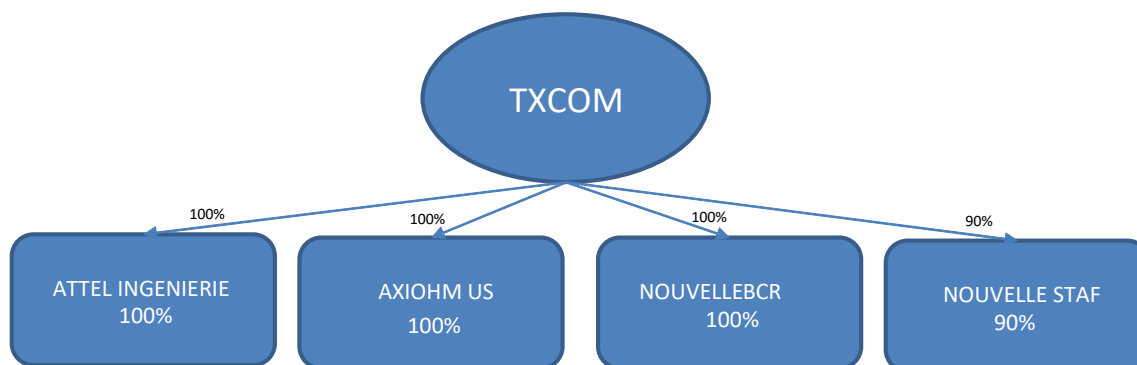 TXCOM
100%
100%
100%
90%
ATTEL INGENIERIE
100%
AXIOHM US
100%
NOUVELLEBCR
100%
NOUVELLE STAF
90%